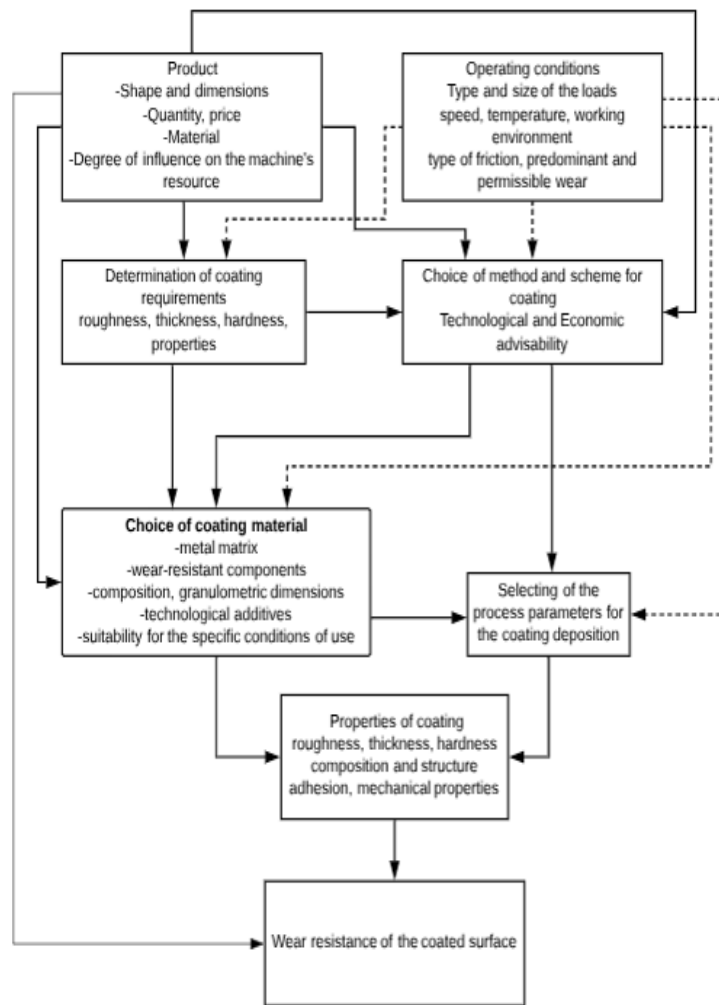 Product
-Shape and dimensions
-Quantity, price
-Material
-Degree of influence on the machine's
resource
Operating conditions
Type and size of the loads
speed, temperature, working
environment
type of friction, predominant and
permissible wear
Determination of coating
requirements
roughness, thickness, hardness,
properties
Choice of method and scheme for
coating
Technological and Economic
advisability
Choice of coating material
-metal matrix
-wear-resistant components
-composition, granulometric dimensions
-technological additives
-suitability for the specific conditions of use
Selecting of the
process parameters for
the coating deposition
Properties of coating
roughness, thickness, hardness
composition and structure
adhesion, mechanical properties
Wear resistance of the coated surface